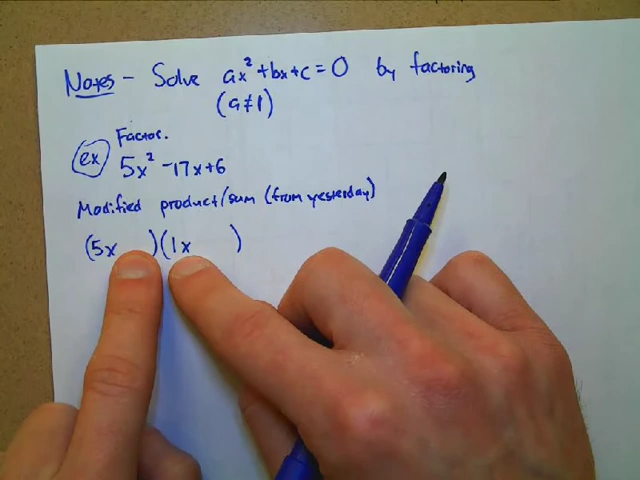 Notes - Solve ax² + bx + c = 0 by factoring
(a ≠ 1)
Factor.
ex 5x² - 17x + 6
Modified product/sum (from yesterday)
(5x )(1x )